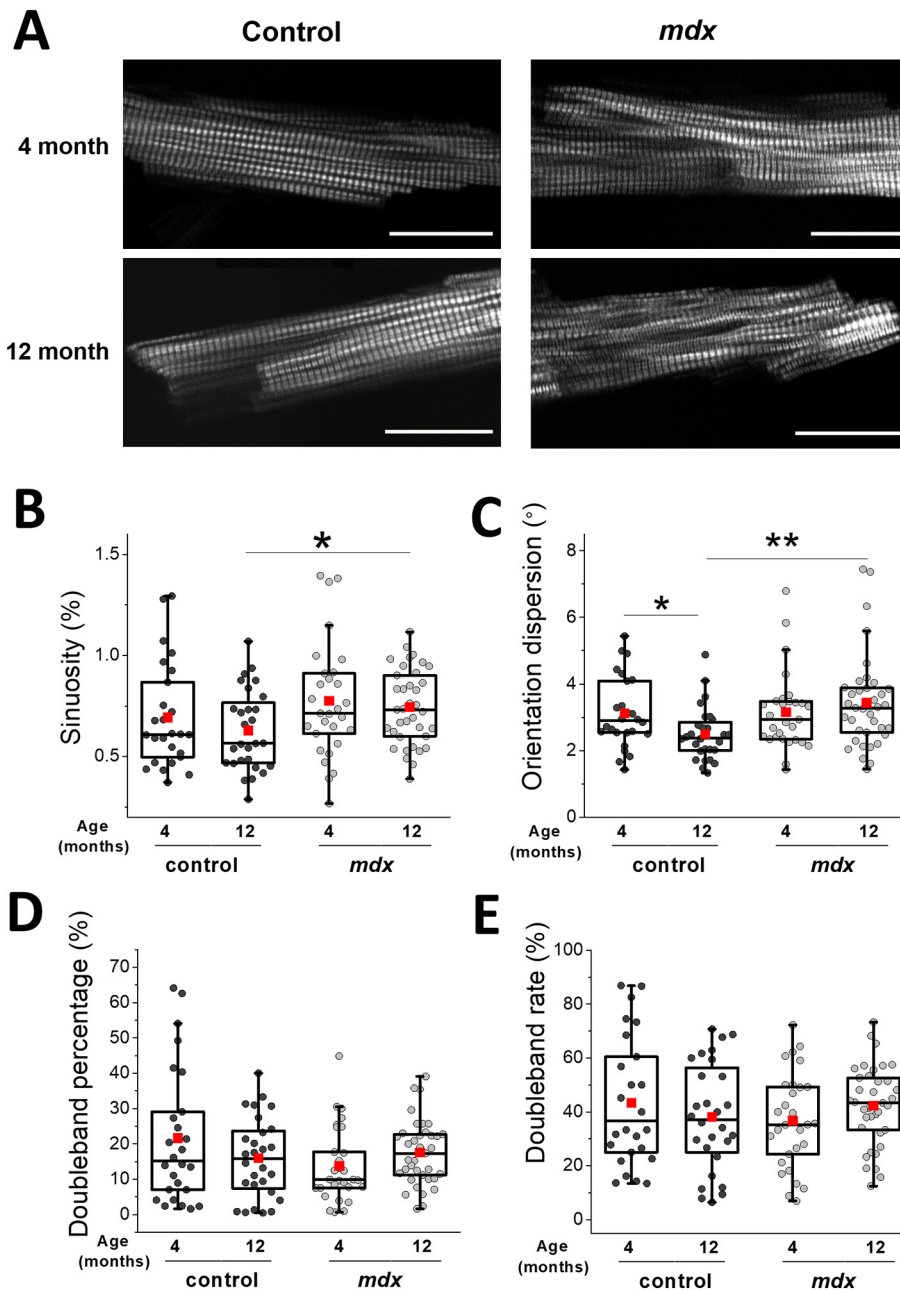 A
Control
mdx
4 month
12 month
B
Sinuosity (%)
1.5
1.0
0.5
*
Age
(months)
4
12
4
12
control
mdx
C
Orientation dispersion (°)
8
6
4
2
0
*
**
Age
(months)
4
12
4
12
control
mdx
D
Doubleband percentage (%)
70
60
50
40
30
20
10
0
Age
(months)
4
12
4
12
control
mdx
E
Doubleband rate (%)
100
80
60
40
20
0
Age
(months)
4
12
4
12
control
mdx